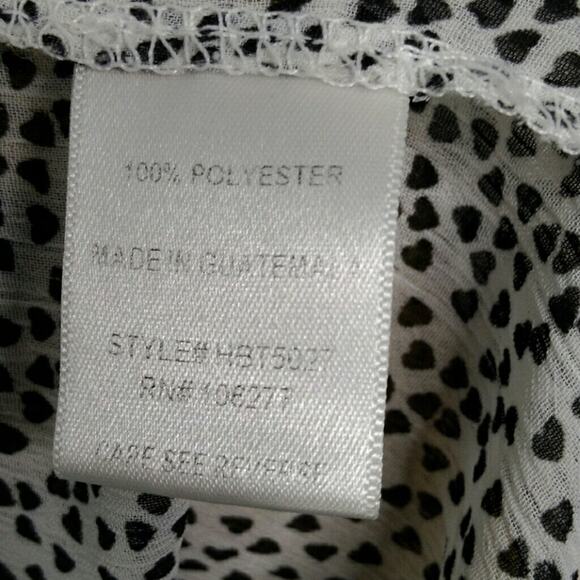 100% POLYESTER
MADE IN GUATEMALA
STYLE# HBT5027
RN# 106277
CARE SEE REVERSE